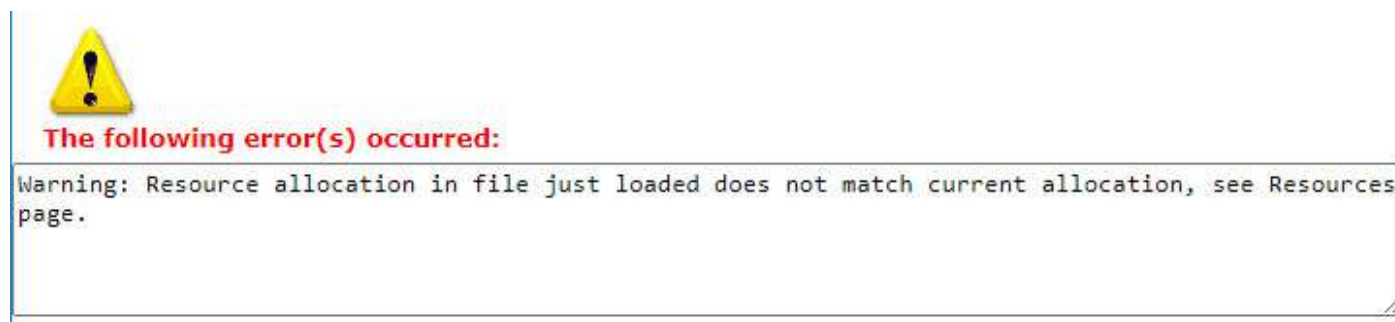 The following error(s) occurred:
Warning: Resource allocation in file just loaded does not match current allocation, see Resources
page.